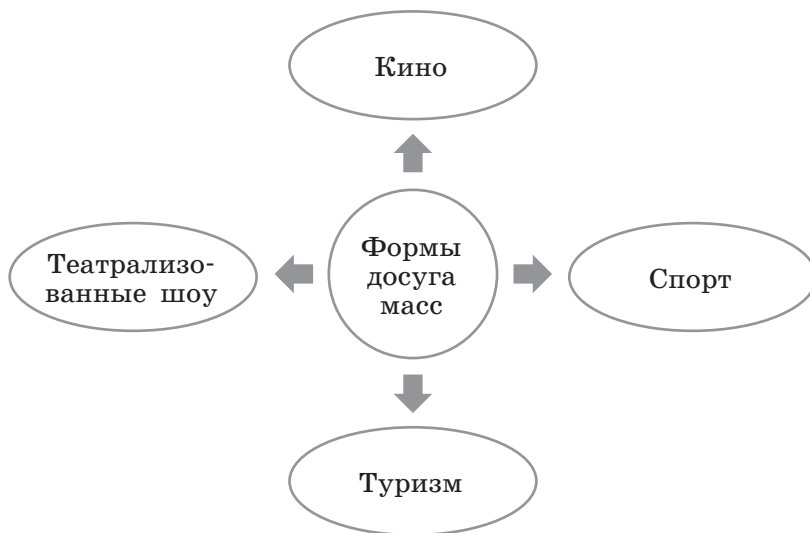 Кино
Театрализо-
ванные шоу
Формы
досуга
масс
Спорт
Туризм